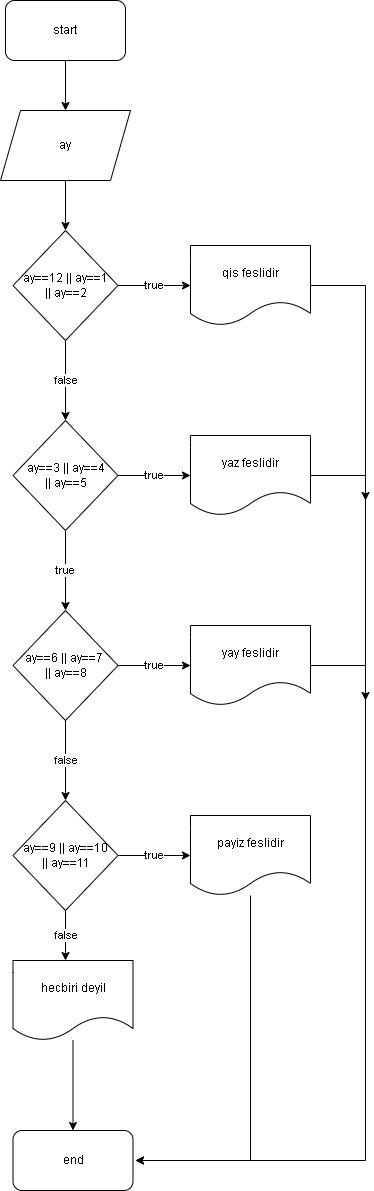 start
ay
ay==12 || ay==1
|| ay==2
true
qis feslidir
false
ay==3 || ay==4
|| ay==5
true
yaz feslidir
true
ay==6 || ay==7
|| ay==8
true
yay feslidir
false
ay==9 || ay==10
|| ay==11
true
payiz feslidir
false
hecbiri deyil
end